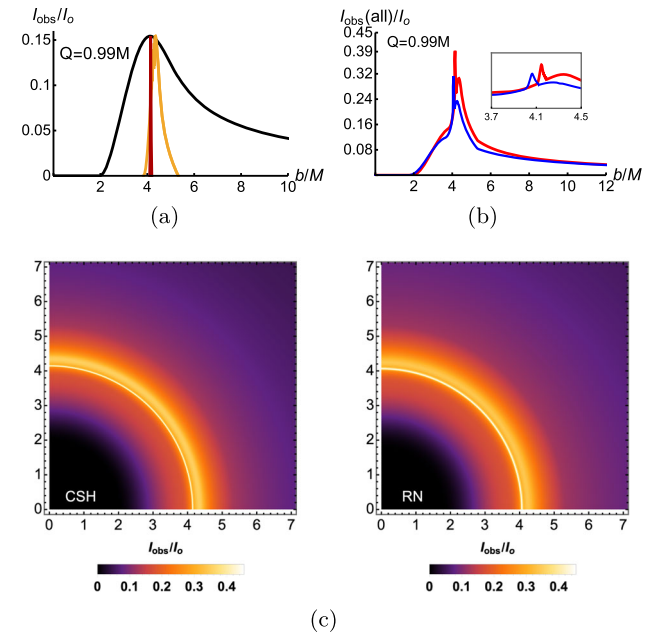 I_obs/I_o
0.15
Q=0.99M
0.1
0.05
0
0 2 4 6 8 10
b/M
(a)
I_obs(all)/I_o
0.45
Q=0.99M
0.39
0.32
0.24
0.16
0.08
3.7 4.1 4.5
0 2 4 6 8 10 12
b/M
(b)
7
6
5
4
3
2
1
0
CSH
0 1 2 3 4 5 6 7
I_obs/I_o
0 0.1 0.2 0.3 0.4
7
6
5
4
3
2
1
0
RN
0 1 2 3 4 5 6 7
I_obs/I_o
0 0.1 0.2 0.3 0.4
(c)